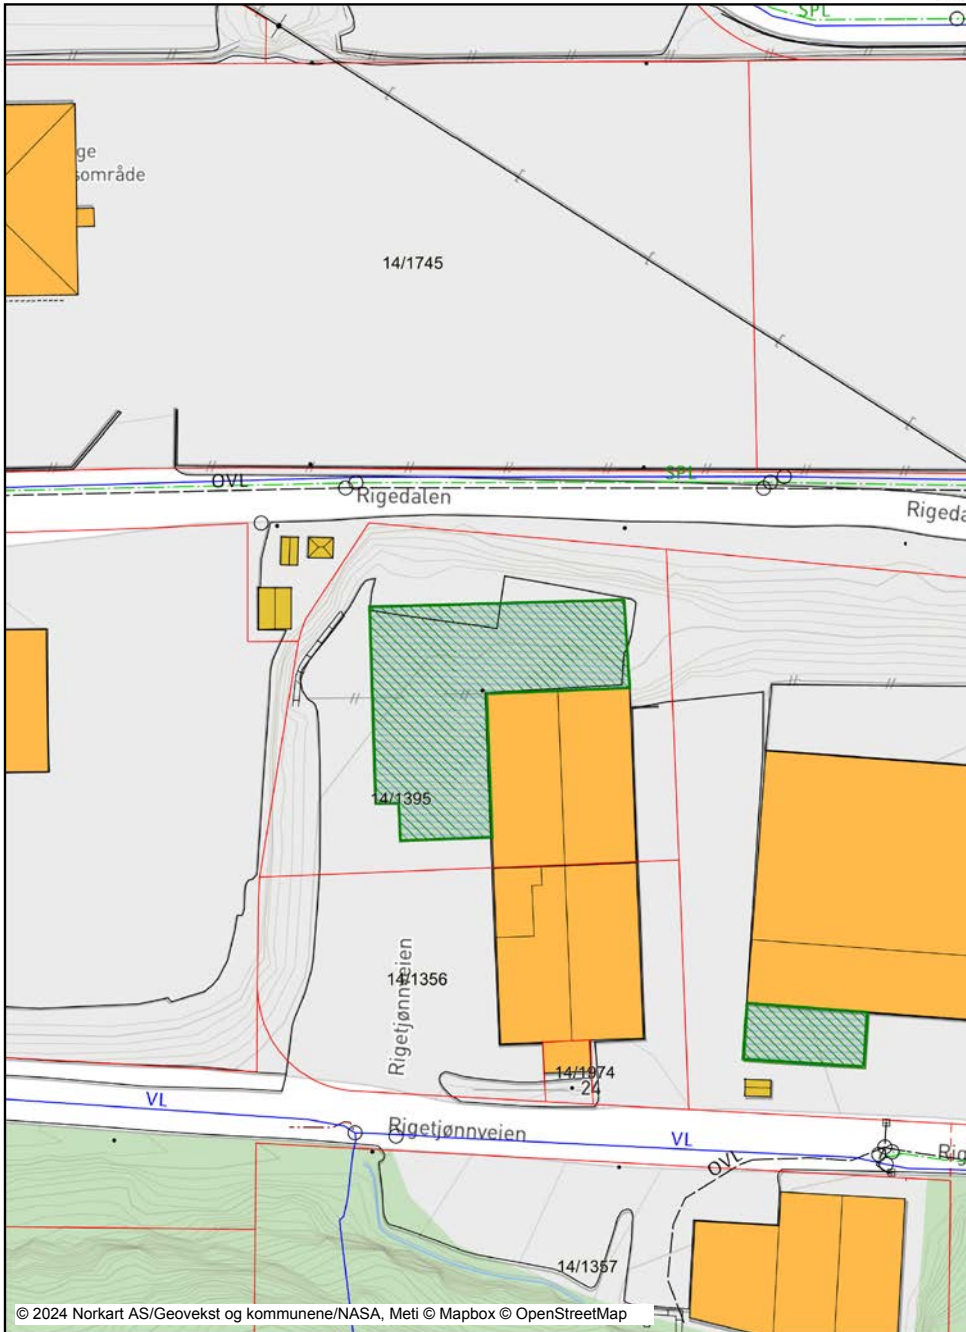 SPL
ge
sområde
14/1745
OVL
SPL
Rigedalen
Rigeda
14/1395
14/1356
Rigetjønnveien
14/1974
24
VL
Rigetjønnveien
VL
OVL
Rig
14/1357
© 2024 Norkart AS/Geovekst og kommunene/NASA, Meti © Mapbox © OpenStreetMap